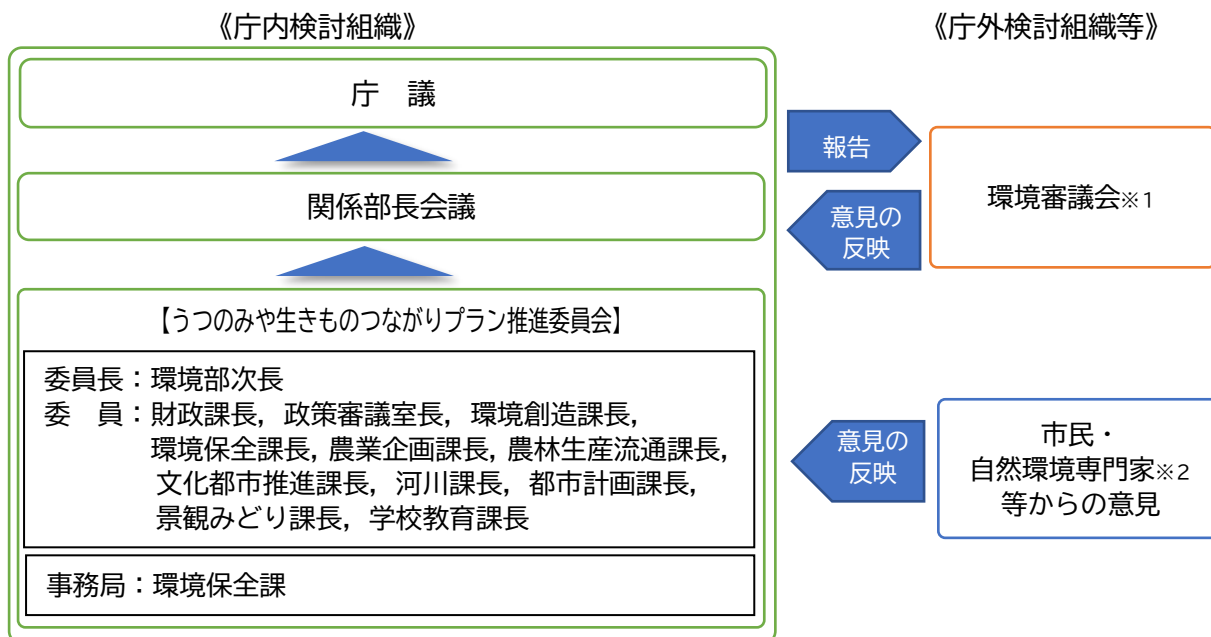 《庁内検討組織》
《庁外検討組織等》
庁　議
関係部長会議
【うつのみや生きものつながりプラン推進委員会】
委員長：環境部次長
委　員：財政課長，政策審議室長，環境創造課長，
環境保全課長，農業企画課長，農林生産流通課長，
文化都市推進課長，河川課長，都市計画課長，
景観みどり課長，学校教育課長
事務局：環境保全課
報告
意見の
反映
環境審議会※1
意見の
反映
市民・
自然環境専門家※2
等からの意見